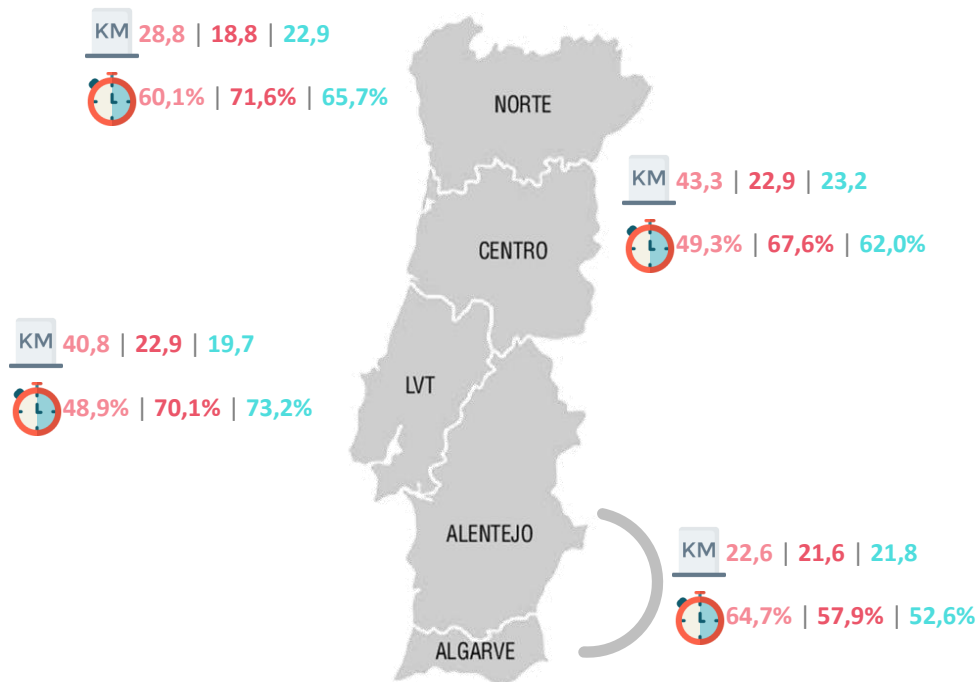 KM 28,8 | 18,8 | 22,9
60,1% | 71,6% | 65,7%
NORTE
KM 43,3 | 22,9 | 23,2
49,3% | 67,6% | 62,0%
CENTRO
KM 40,8 | 22,9 | 19,7
48,9% | 70,1% | 73,2%
LVT
ALENTEJO
KM 22,6 | 21,6 | 21,8
64,7% | 57,9% | 52,6%
ALGARVE